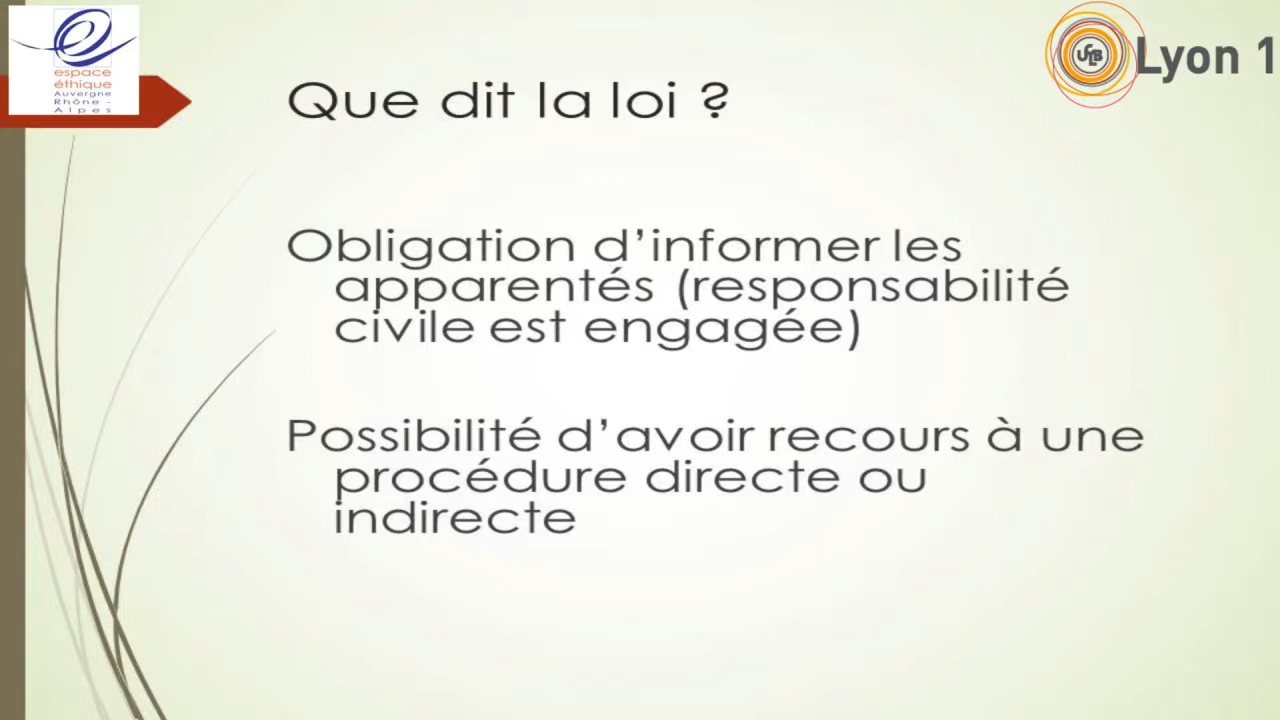 espace
éthique
Auvergne
Rhône -
Alpes
UCLB
Lyon 1
Que dit la loi ?
Obligation d’informer les
apparentés (responsabilité
civile est engagée)
Possibilité d’avoir recours à une
procédure directe ou
indirecte